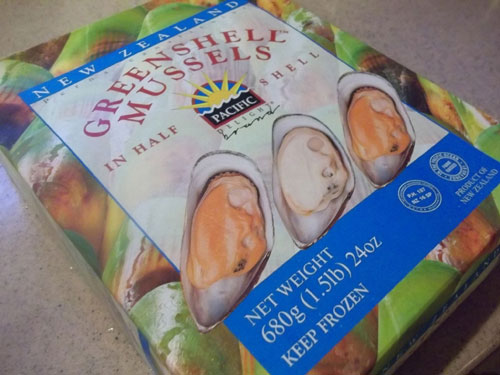 NEW ZEALAND
GREENSHELL™
MUSSELS
IN HALF SHELL
PACIFIC
NET WEIGHT
680g (1.5lb) 24oz
KEEP FROZEN
PRODUCT OF
NEW ZEALAND